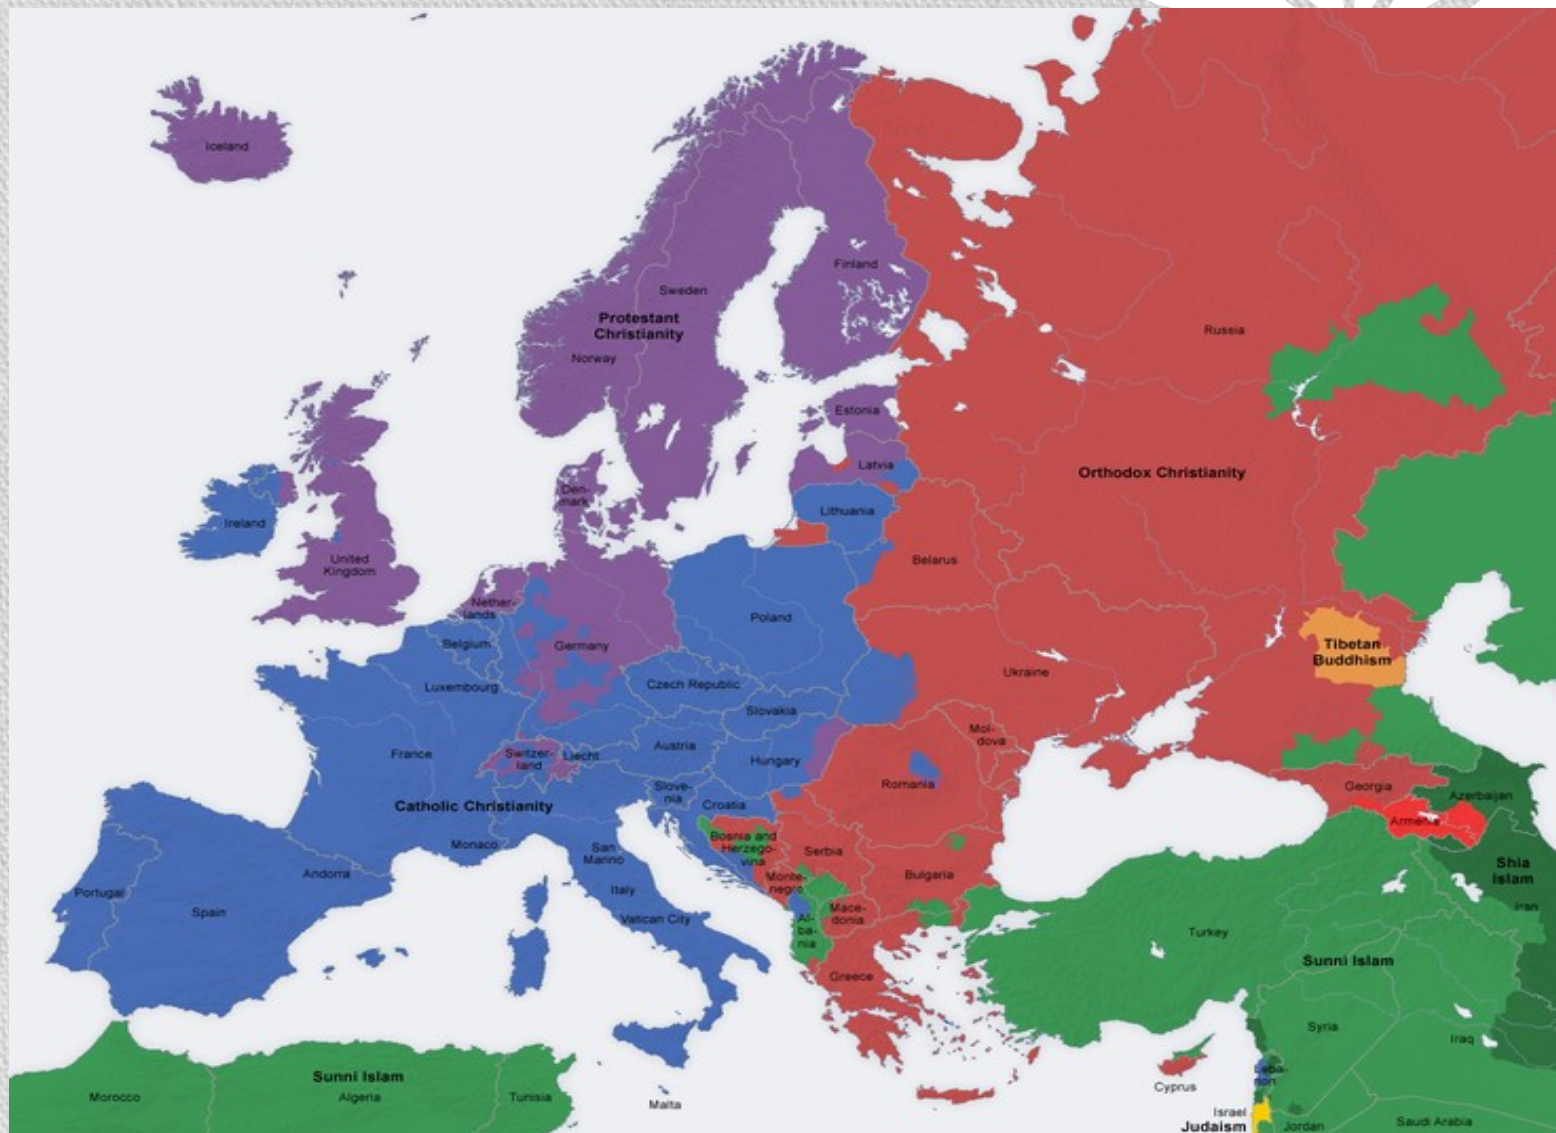 Iceland
Finland
Sweden
Protestant
Christianity
Norway
Russia
Estonia
Latvia
Den-
mark
Lithuania
Orthodox Christianity
Ireland
United
Kingdom
Belarus
Nether-
lands
Poland
Belgium
Germany
Tibetan
Buddhism
Ukraine
Luxembourg
Czech Republic
Slovakia
Mol-
dova
France
Switzer-
land
Liecht
Austria
Hungary
Romania
Georgia
Slove-
nia
Croatia
Azerbaijan
Catholic Christianity
Armenia
Bosnia and
Herzego-
vina
Monaco
San
Marino
Serbia
Shia
Islam
Andorra
Monte-
negro
Bulgaria
Portugal
Spain
Italy
Vatican City
Al-
ba-
nia
Mace-
donia
Iran
Turkey
Sunni Islam
Greece
Syria
Iraq
Sunni Islam
Morocco
Algeria
Tunisia
Malta
Cyprus
Leba-
non
Israel
Judaism
Jordan
Saudi Arabia